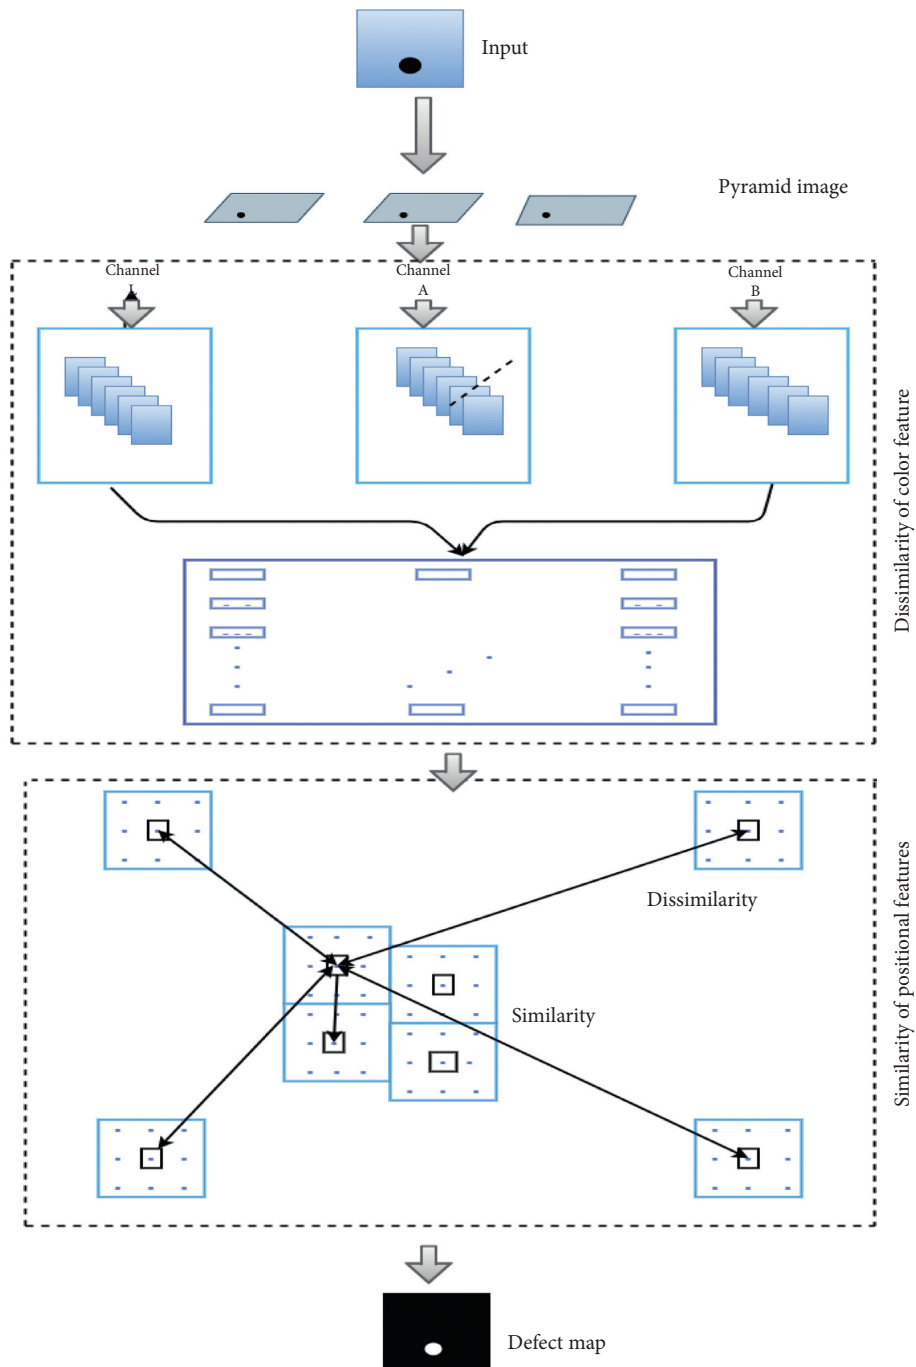 Input
Pyramid image
Channel
L
Channel
A
Channel
B
Dissimilarity of color feature
Dissimilarity
Similarity
Similarity of positional features
Defect map